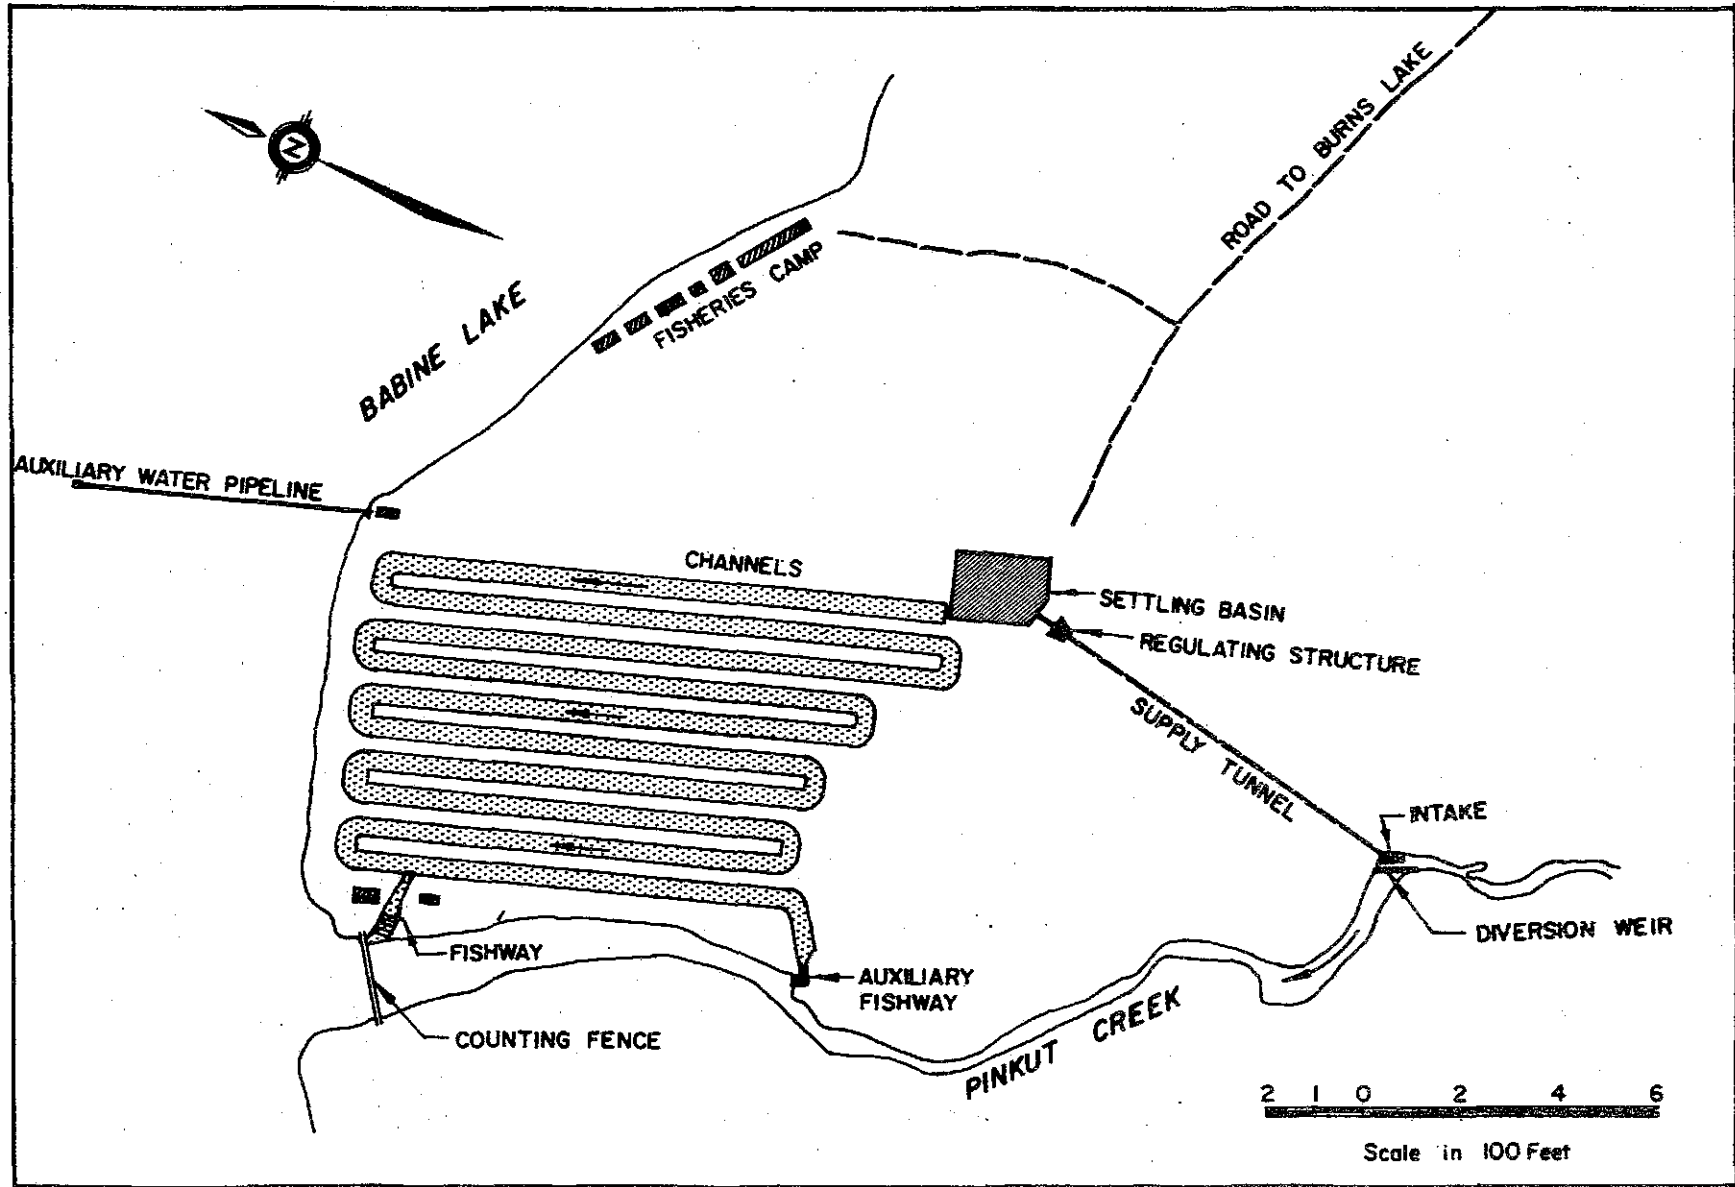 ROAD TO BURNS LAKE
N
FISHERIES CAMP
BABINE LAKE
AUXILIARY WATER PIPELINE
CHANNELS
SETTLING BASIN
REGULATING STRUCTURE
SUPPLY TUNNEL
INTAKE
DIVERSION WEIR
FISHWAY
AUXILIARY
FISHWAY
COUNTING FENCE
PINKUT CREEK
2 1 0 2 4 6
Scale in 100 Feet